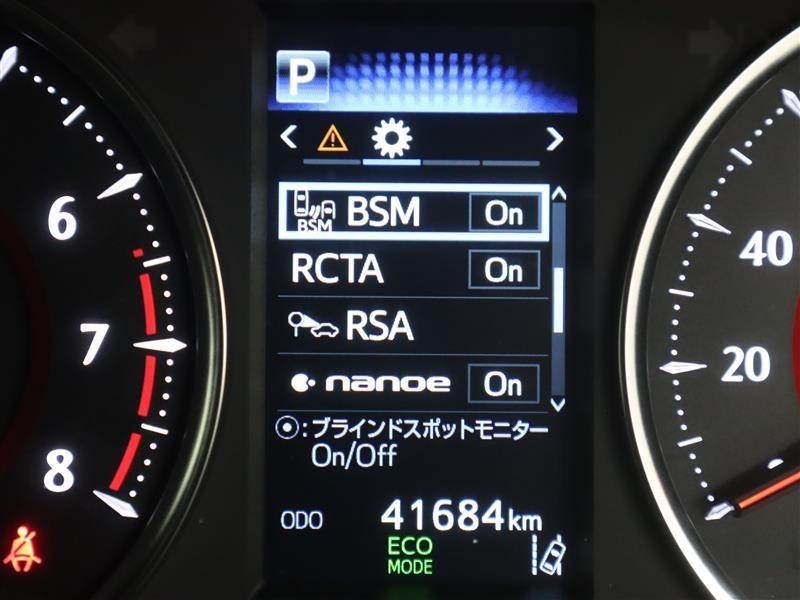 P
BSM
BSM On
RCTA On
RSA
nanoe On
:ブラインドスポットモニター
On/Off
ODO 41684km
ECO
MODE
6
7
8
40
20